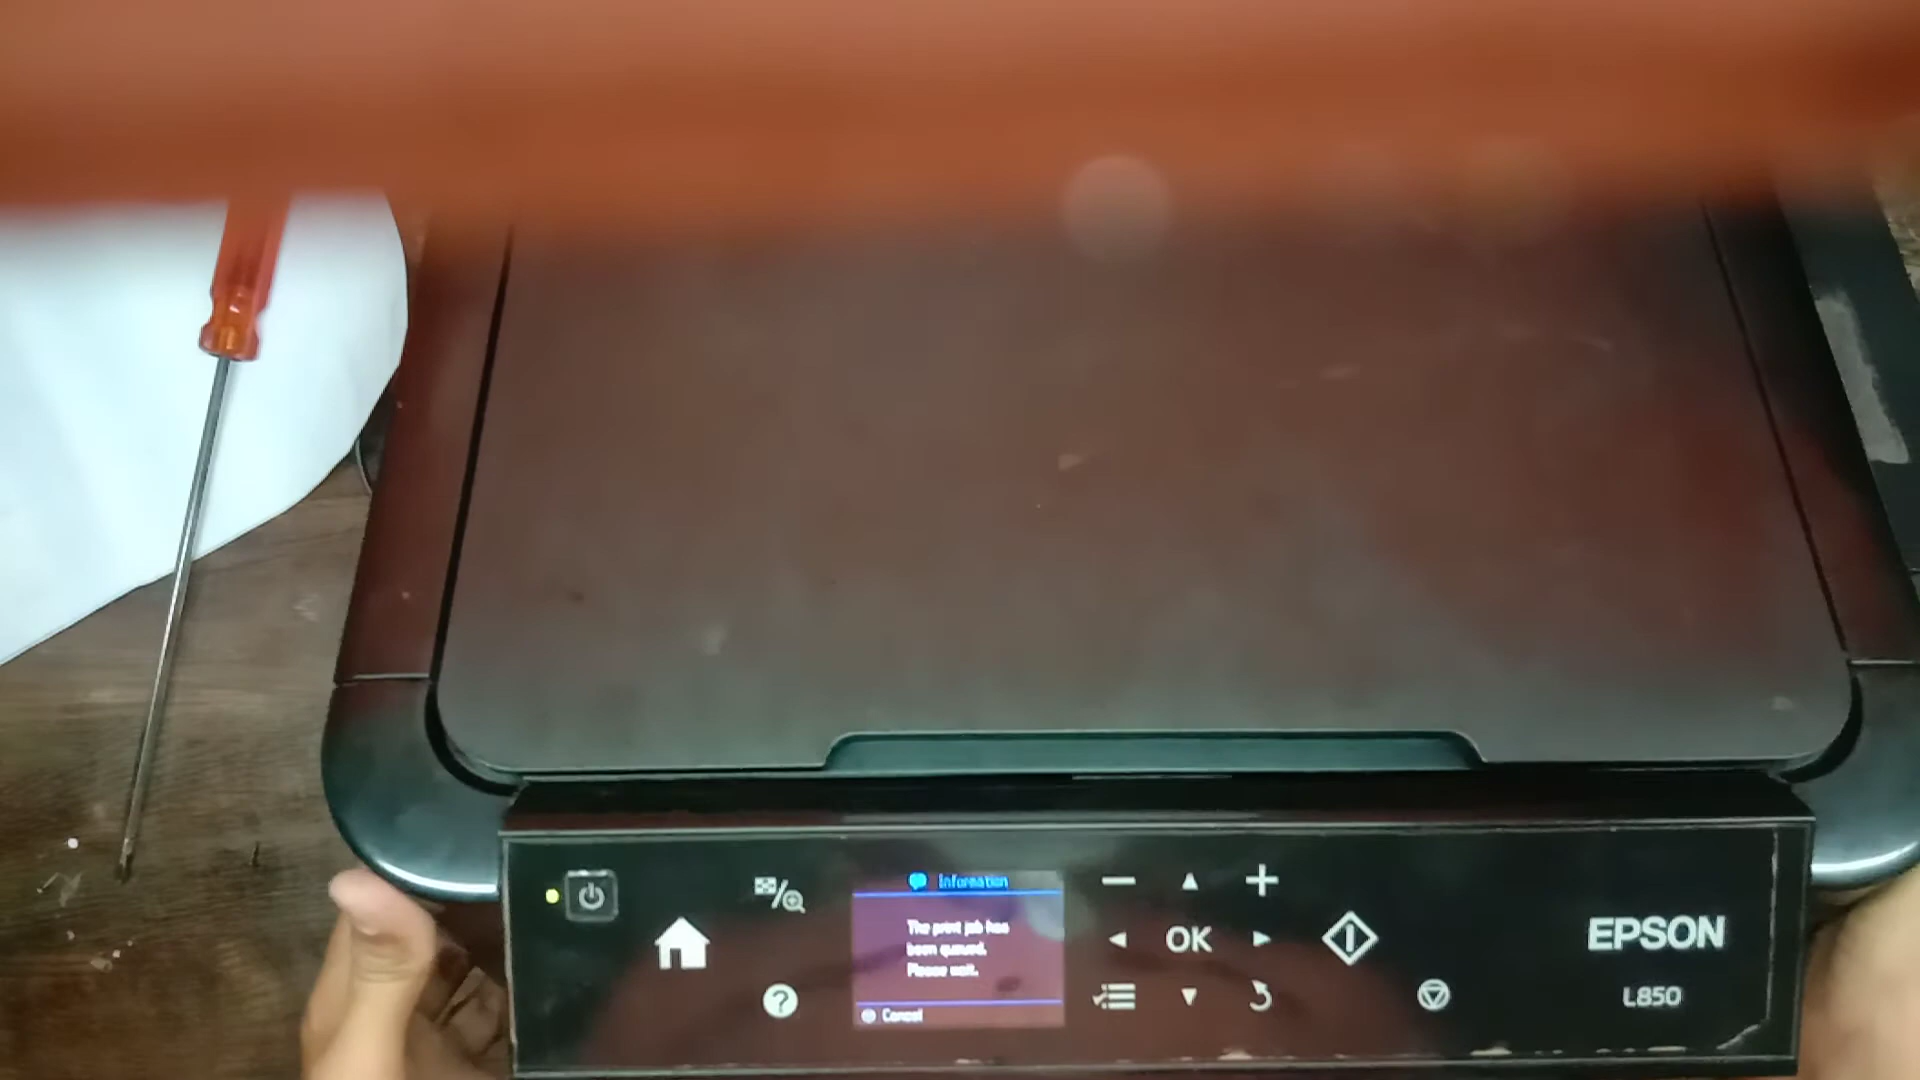 Information
The print job has
been queued.
Please wait.
Cancel
OK
EPSON
L850